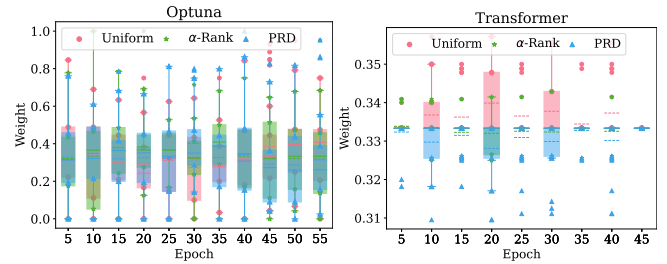 Optuna
Uniform α-Rank PRD
Weight
1.0
0.8
0.6
0.4
0.2
0.0
5 10 15 20 25 30 35 40 45 50 55
Epoch
Transformer
Uniform α-Rank PRD
Weight
0.35
0.334
0.333
0.33
0.31
5 10 15 20 25 30 35 40 45
Epoch